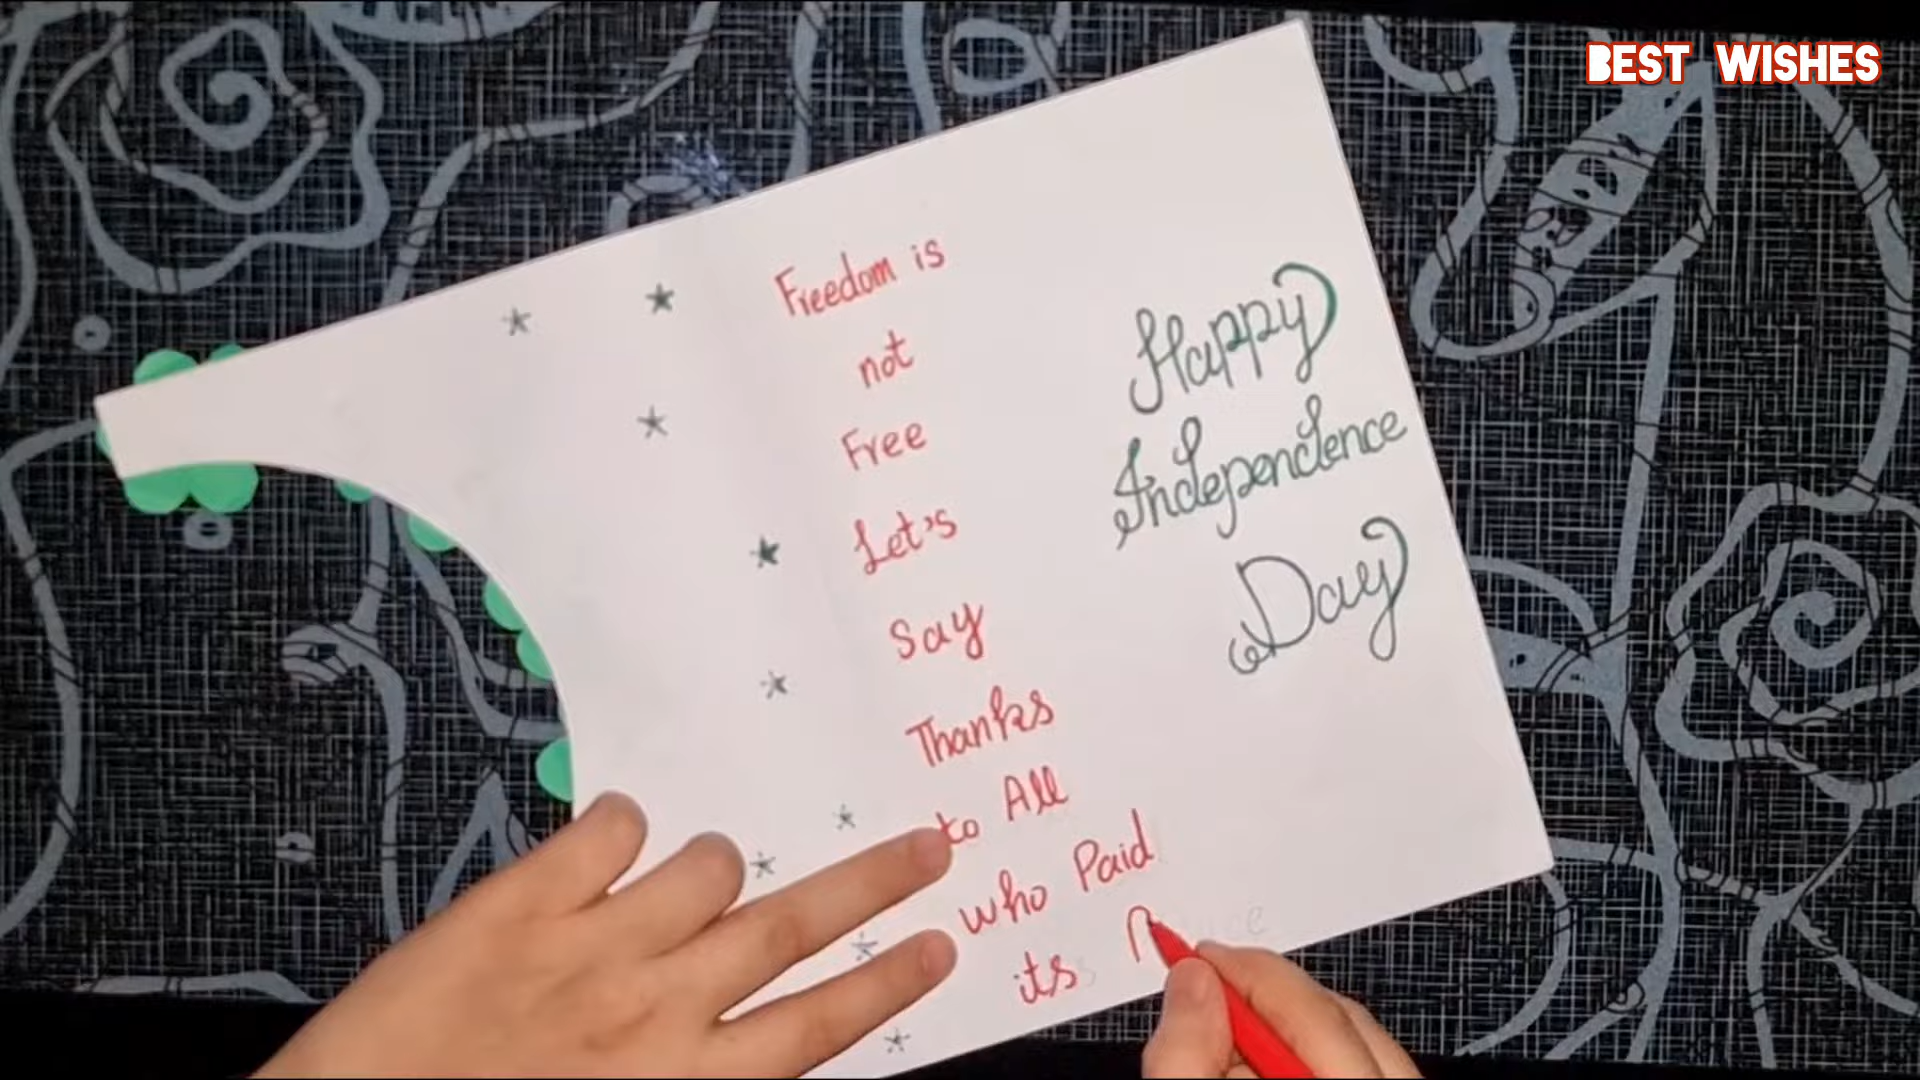 BEST WISHES
Freedom is
not
Free
Let's
Say
Thanks
to All
who Paid
its
Happy
Independence
Day